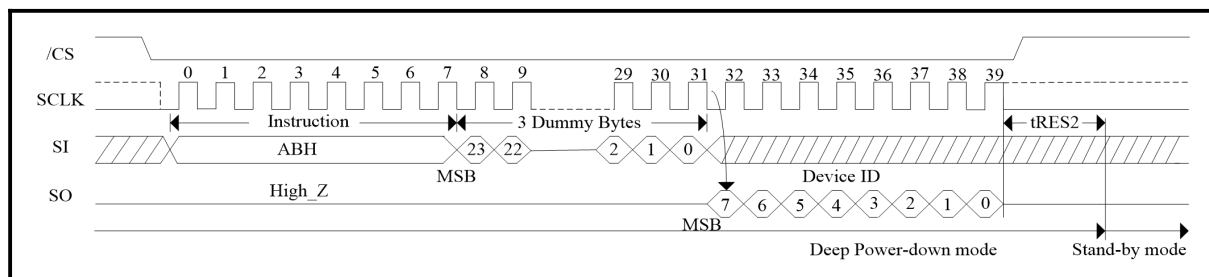 /CS
0 1 2 3 4 5 6 7 8 9 29 30 31 32 33 34 35 36 37 38 39
SCLK
Instruction 3 Dummy Bytes tRES2
SI ABH 23 22 2 1 0
MSB Device ID
SO High_Z 7 6 5 4 3 2 1 0
MSB
Deep Power-down mode Stand-by mode